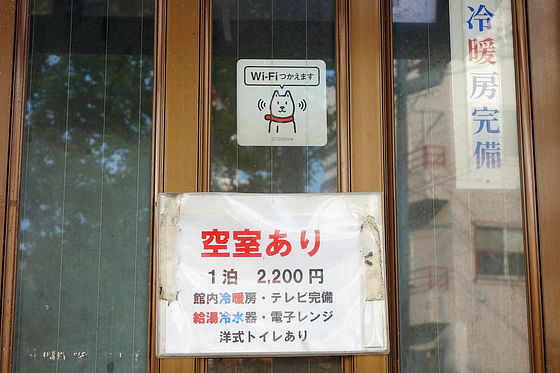 冷暖房完備
Wi-Fiつかえます
SoftBank
空室あり
1泊 2,200円
館内冷暖房・テレビ完備
給湯冷水器・電子レンジ
洋式トイレあり